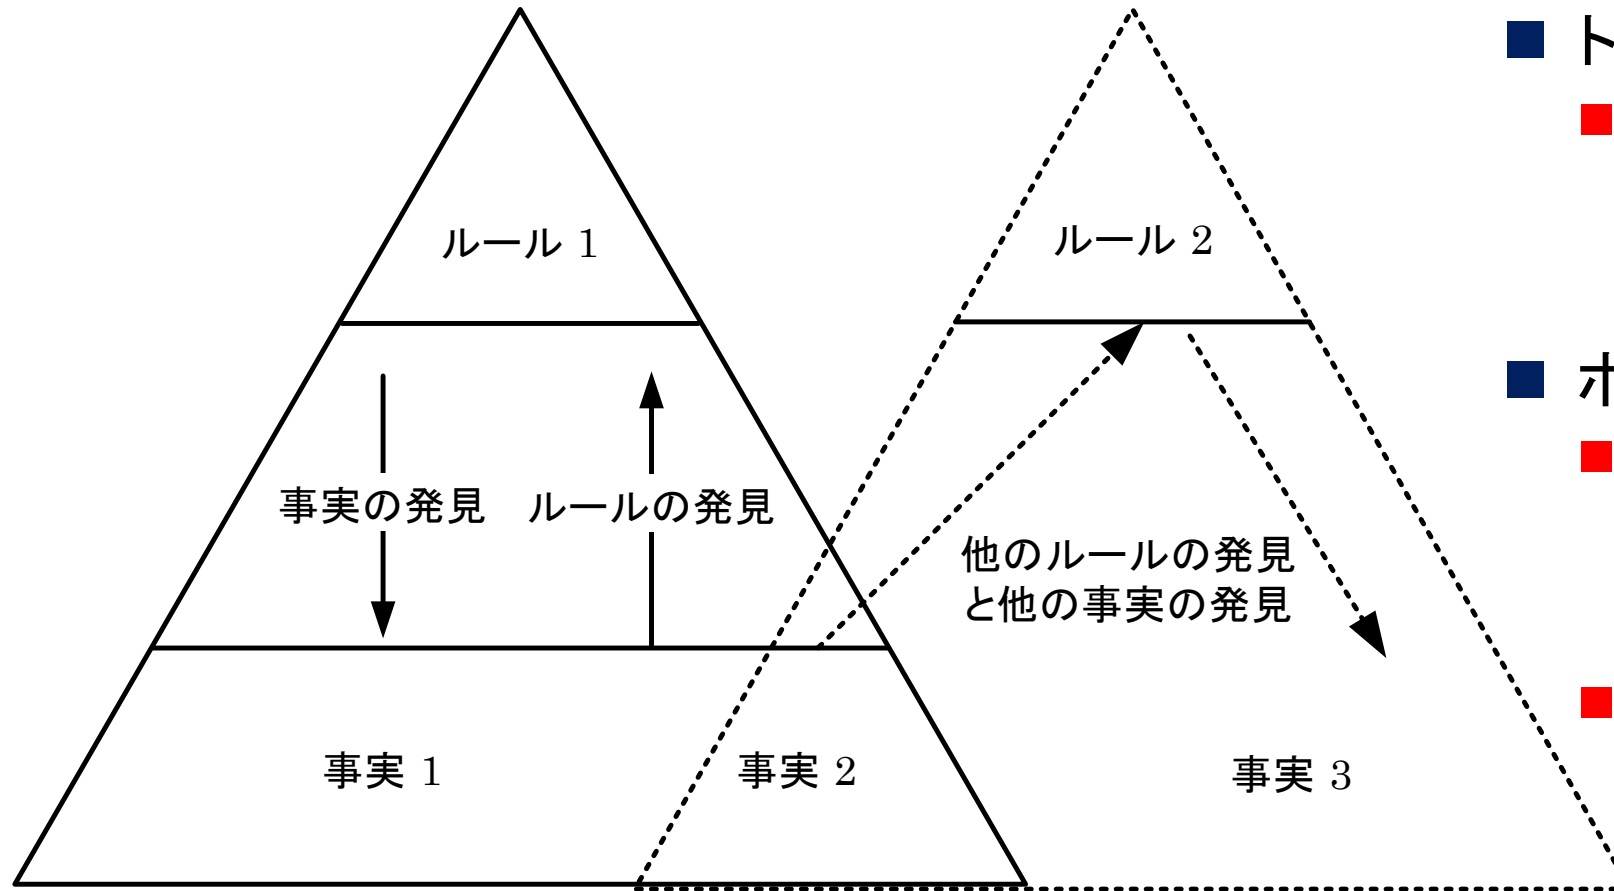 ルール 1
ルール 2
事実の発見
ルールの発見
他のルールの発見
と他の事実の発見
事実 1
事実 2
事実 3